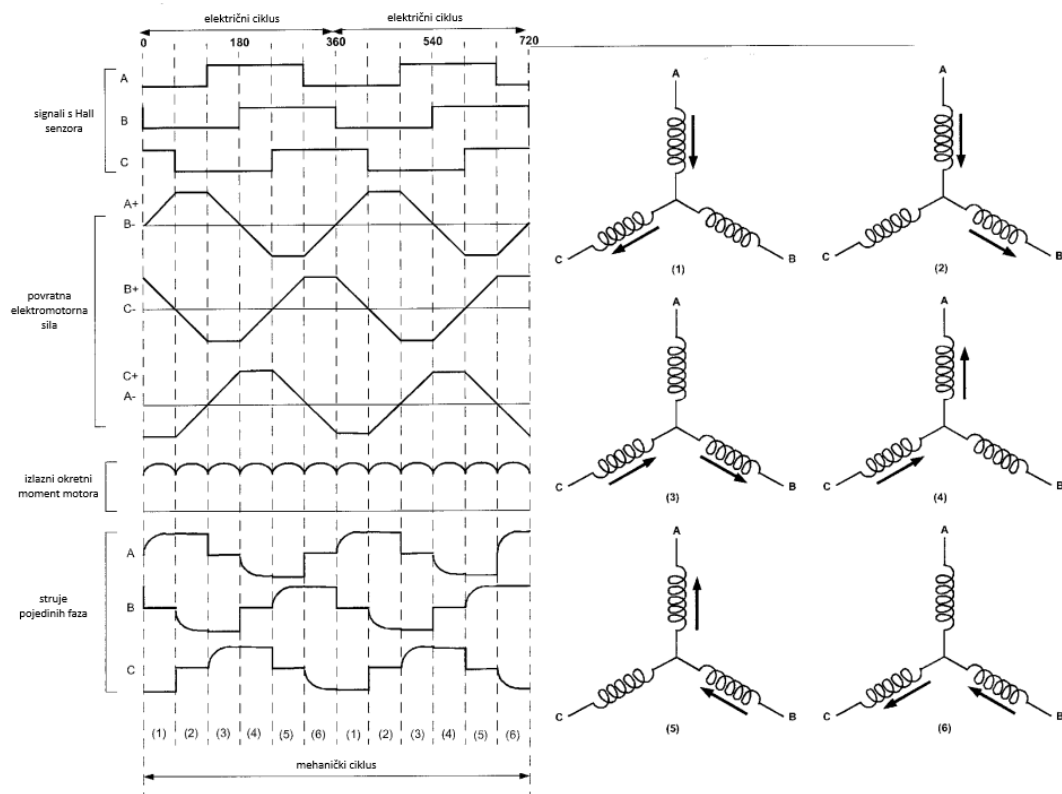 električni ciklus električni ciklus
0 180 360 540 720
signali s Hall
senzora
A
B
C
povratna
elektromotorna
sila
A+
B-
B+
C-
C+
A-
izlazni okretni
moment motora
struje
pojedinih faza
A
B
C
(1) (2) (3) (4) (5) (6) (1) (2) (3) (4) (5) (6)
mehanički ciklus
A
C B
(1)
A
C B
(2)
A
C B
(3)
A
C B
(4)
A
C B
(5)
A
C B
(6)